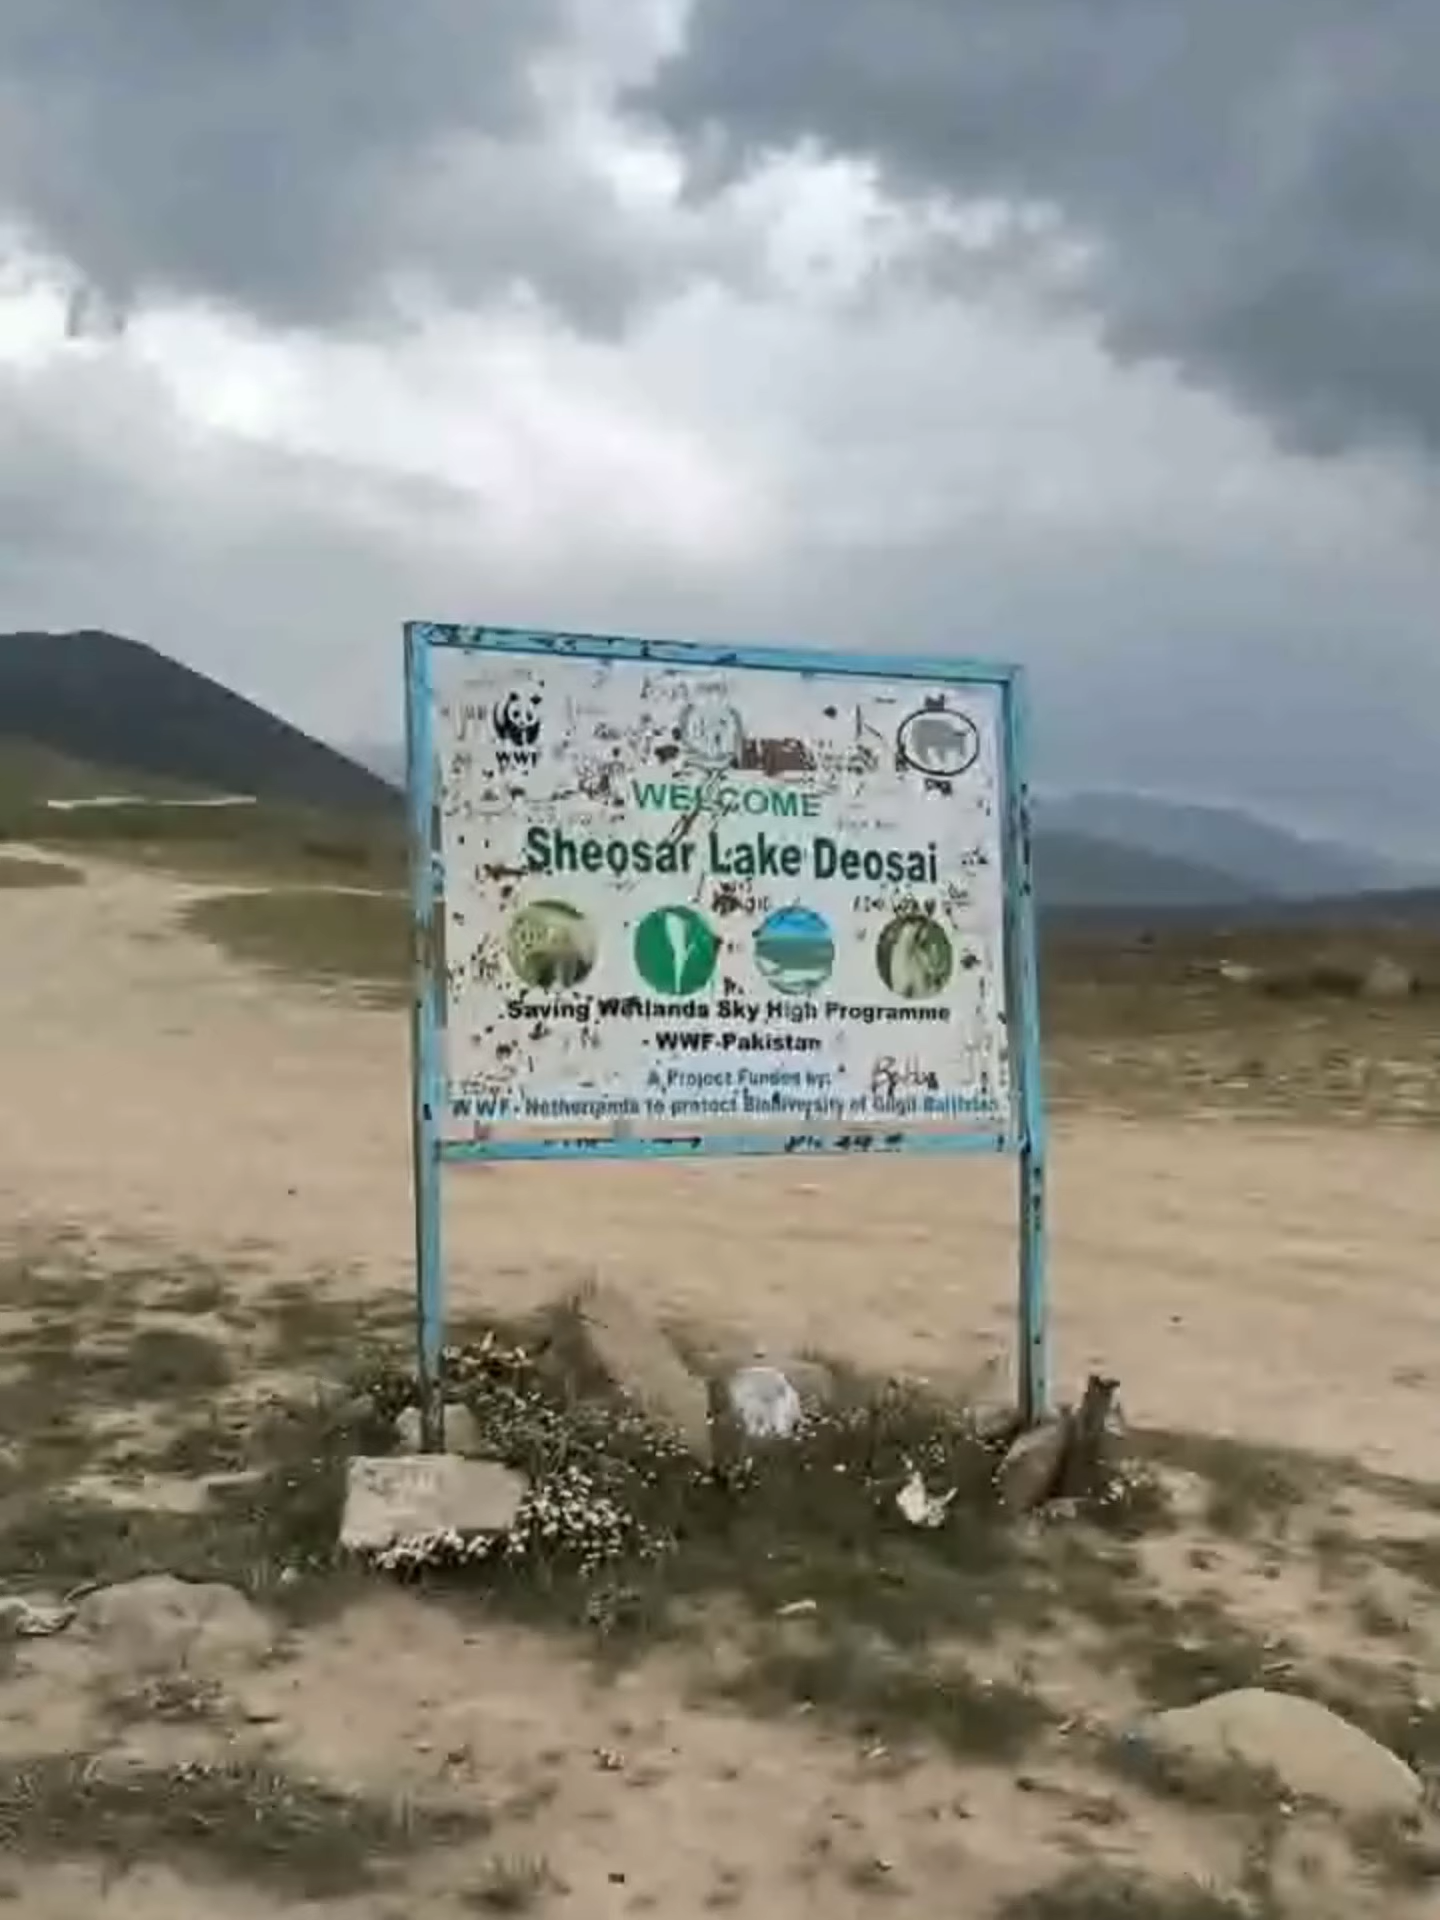 WWF
WELCOME
Sheosar Lake Deosai
Saving Wetlands Sky High Programme
- WWF-Pakistan
A Project Funded by:
WWF - Netherlands to protect Biodiversity of Gilgit Baltistan